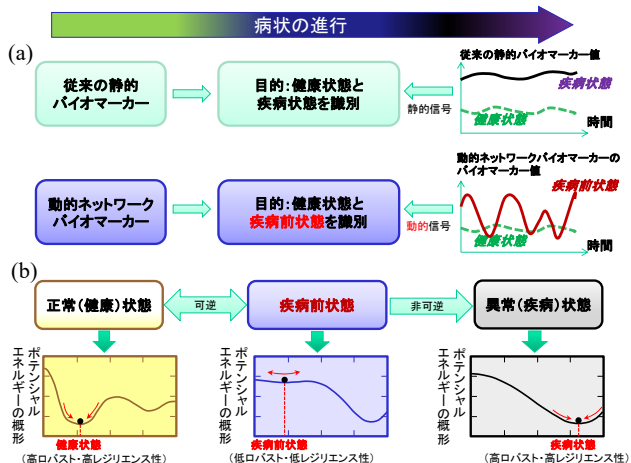 病状の進行
(a)
従来の静的
バイオマーカー
目的：健康状態と
疾病状態を識別
静的信号
従来の静的バイオマーカー値
疾病状態
健康状態
時間
動的ネットワーク
バイオマーカー
目的：健康状態と
疾病前状態を識別
動的信号
動的ネットワークバイオマーカーの
バイオマーカー値
疾病前状態
健康状態
時間
(b)
正常（健康）状態
可逆
疾病前状態
非可逆
異常（疾病）状態
ポテンシャル
エネルギーの概形
健康状態
（高ロバスト・高レジリエンス性）
ポテンシャル
エネルギーの概形
疾病前状態
（低ロバスト・低レジリエンス性）
ポテンシャル
エネルギーの概形
疾病状態
（高ロバスト・高レジリエンス性）